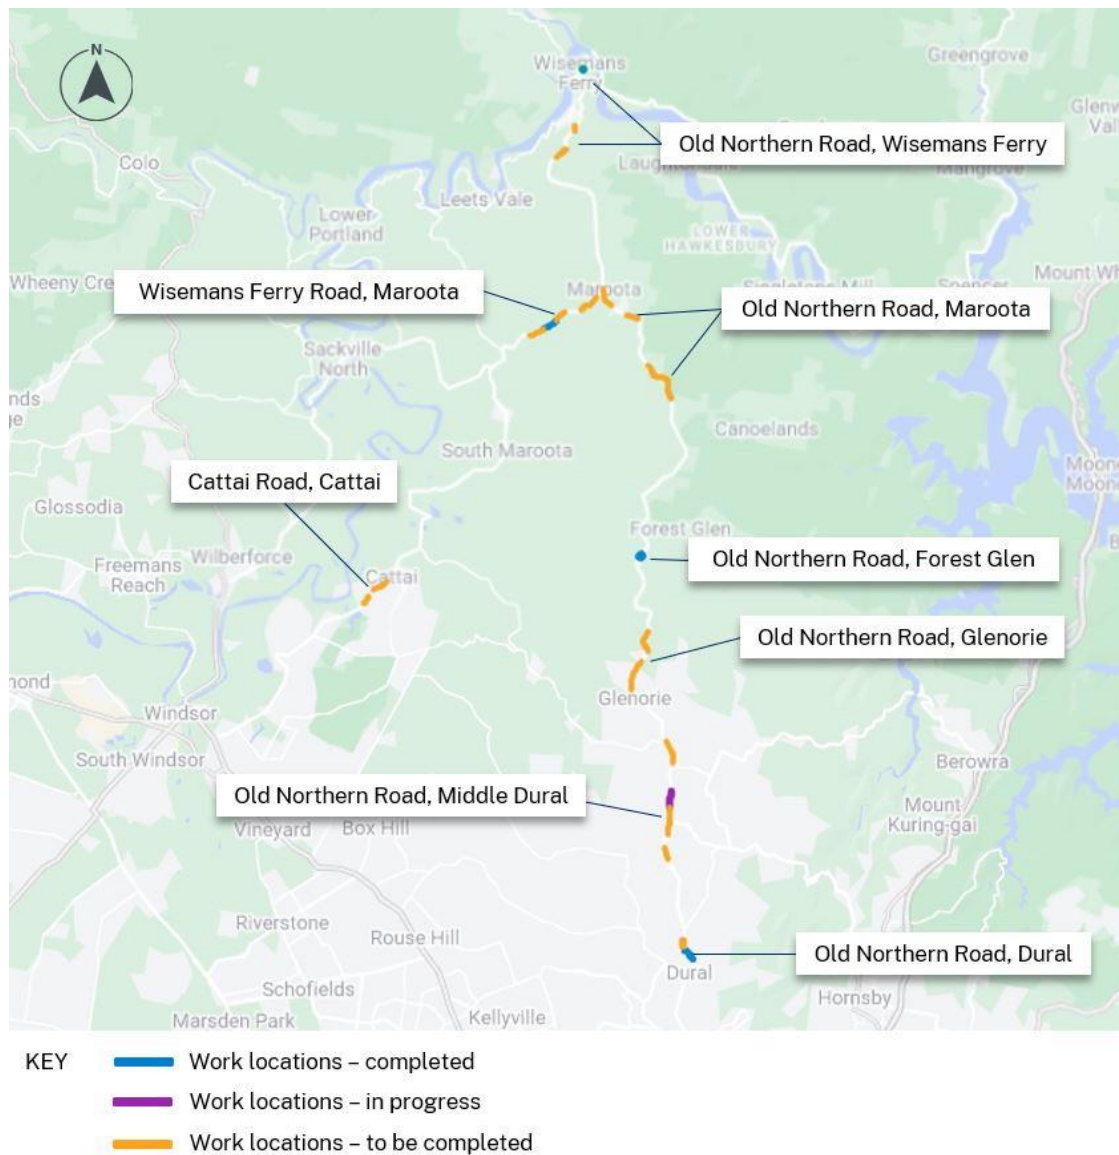 N
Wisemans
Ferry
Greengrove
Old Northern Road, Wisemans Ferry
Colo
Leets Vale
Mangrove
Lower
Portland
LOWER
HAWKESBURY
Wheeny
Wisemans Ferry Road, Maroota
Maroota
Spencer
Mount
Old Northern Road, Maroota
Sackville
North
Canoelands
South Maroota
Cattai Road, Cattai
Glossodia
Forest Glen
Wilberforce
Freemans
Reach
Cattai
Old Northern Road, Forest Glen
Old Northern Road, Glenorie
Glenorie
Windsor
South Windsor
Berowra
Old Northern Road, Middle Dural
Mount
Kuring-gai
Vineyard
Box Hill
Riverstone
Rouse Hill
Old Northern Road, Dural
Dural
Schofields
Hornsby
Marsden Park
Kellyville
KEY
Work locations – completed
Work locations – in progress
Work locations – to be completed